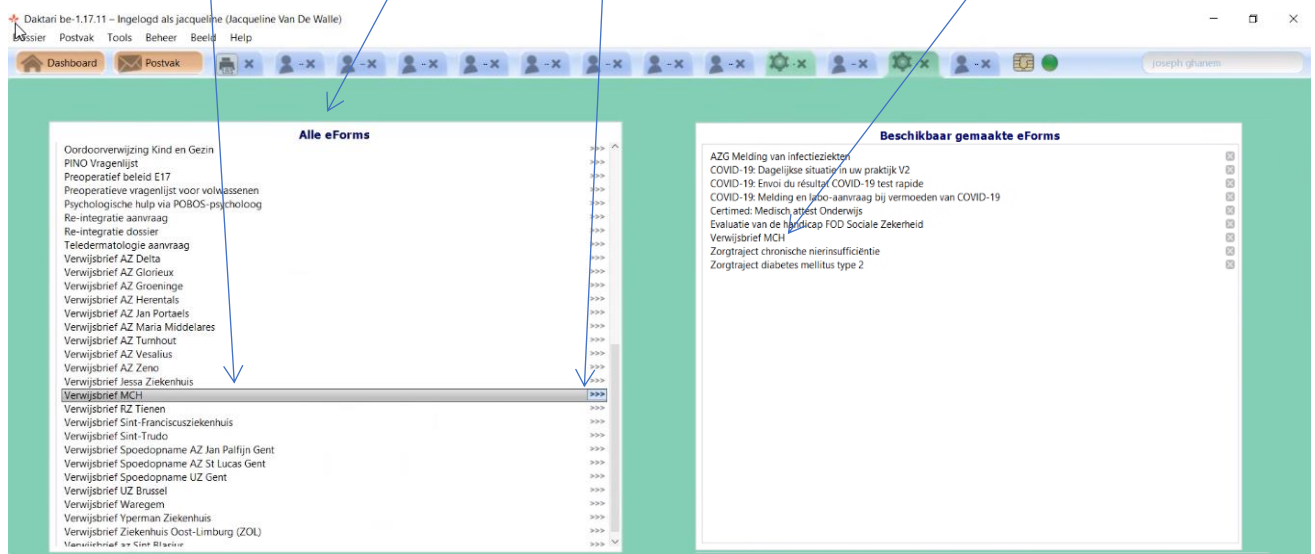 Daktari be-1.17.11 – Ingelogd als jacqueline (Jacqueline Van De Walle)
Dossier Postvak Tools Beheer Beeld Help
Dashboard Postvak joseph ghanem
Alle eForms
Oordoorverwijzing Kind en Gezin >>>
PINO Vragenlijst >>>
Preoperatief beleid E17 >>>
Preoperatieve vragenlijst voor volwassenen >>>
Psychologische hulp via POBOS-psycholoog >>>
Re-integratie aanvraag >>>
Re-integratie dossier >>>
Teledermatologie aanvraag >>>
Verwijsbrief AZ Delta >>>
Verwijsbrief AZ Glorieux >>>
Verwijsbrief AZ Groeninge >>>
Verwijsbrief AZ Herentals >>>
Verwijsbrief AZ Jan Portaels >>>
Verwijsbrief AZ Maria Middelares >>>
Verwijsbrief AZ Turnhout >>>
Verwijsbrief AZ Vesalius >>>
Verwijsbrief AZ Zeno >>>
Verwijsbrief Jessa Ziekenhuis >>>
Verwijsbrief MCH >>>
Verwijsbrief RZ Tienen >>>
Verwijsbrief Sint-Franciscusziekenhuis >>>
Verwijsbrief Sint-Trudo >>>
Verwijsbrief Spoedopname AZ Jan Palfijn Gent >>>
Verwijsbrief Spoedopname AZ St Lucas Gent >>>
Verwijsbrief Spoedopname UZ Gent >>>
Verwijsbrief UZ Brussel >>>
Verwijsbrief Waregem >>>
Verwijsbrief Yperman Ziekenhuis >>>
Verwijsbrief Ziekenhuis Oost-Limburg (ZOL) >>>
Verwijsbrief az Sint Blasius >>>
Beschikbaar gemaakte eForms
AZG Melding van infectieziekten
COVID-19: Dagelijkse situatie in uw praktijk V2
COVID-19: Envoi du résultat COVID-19 test rapide
COVID-19: Melding en labo-aanvraag bij vermoeden van COVID-19
Certimed: Medisch attest Onderwijs
Evaluatie van de handicap FOD Sociale Zekerheid
Verwijsbrief MCH
Zorgtraject chronische nierinsufficiëntie
Zorgtraject diabetes mellitus type 2